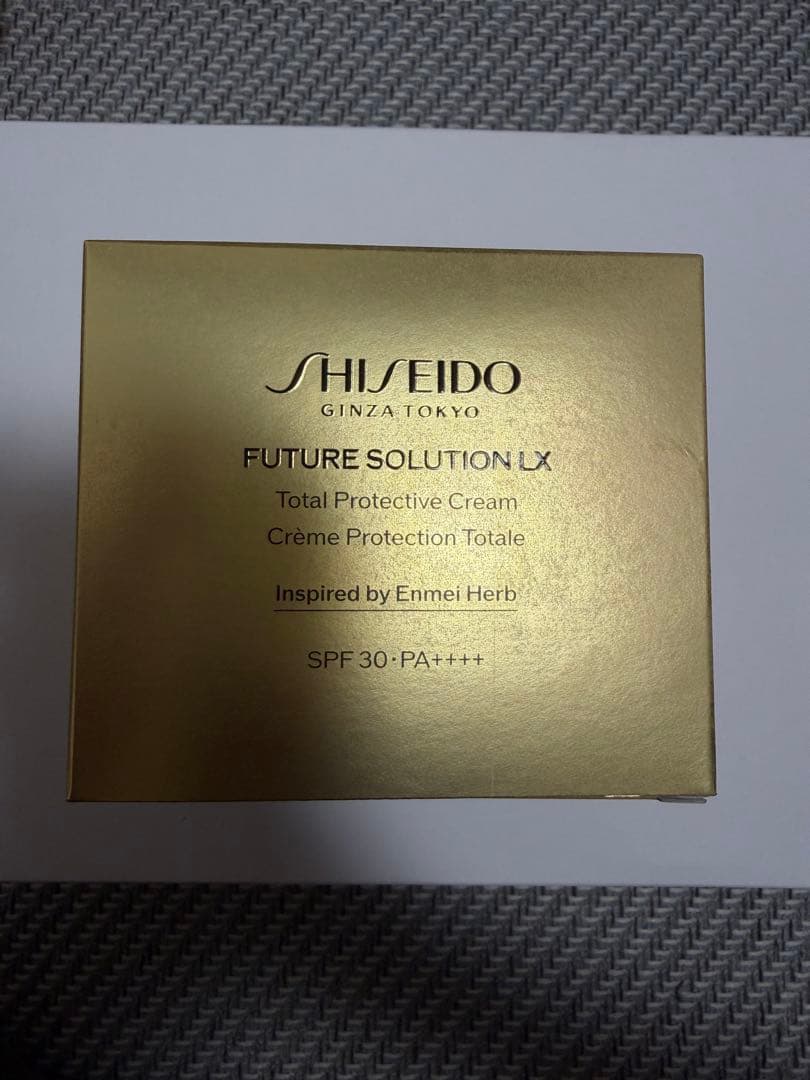 SHISEIDO
GINZA TOKYO
FUTURE SOLUTION LX
Total Protective Cream
Crème Protection Totale
Inspired by Enmei Herb
SPF 30・PA++++